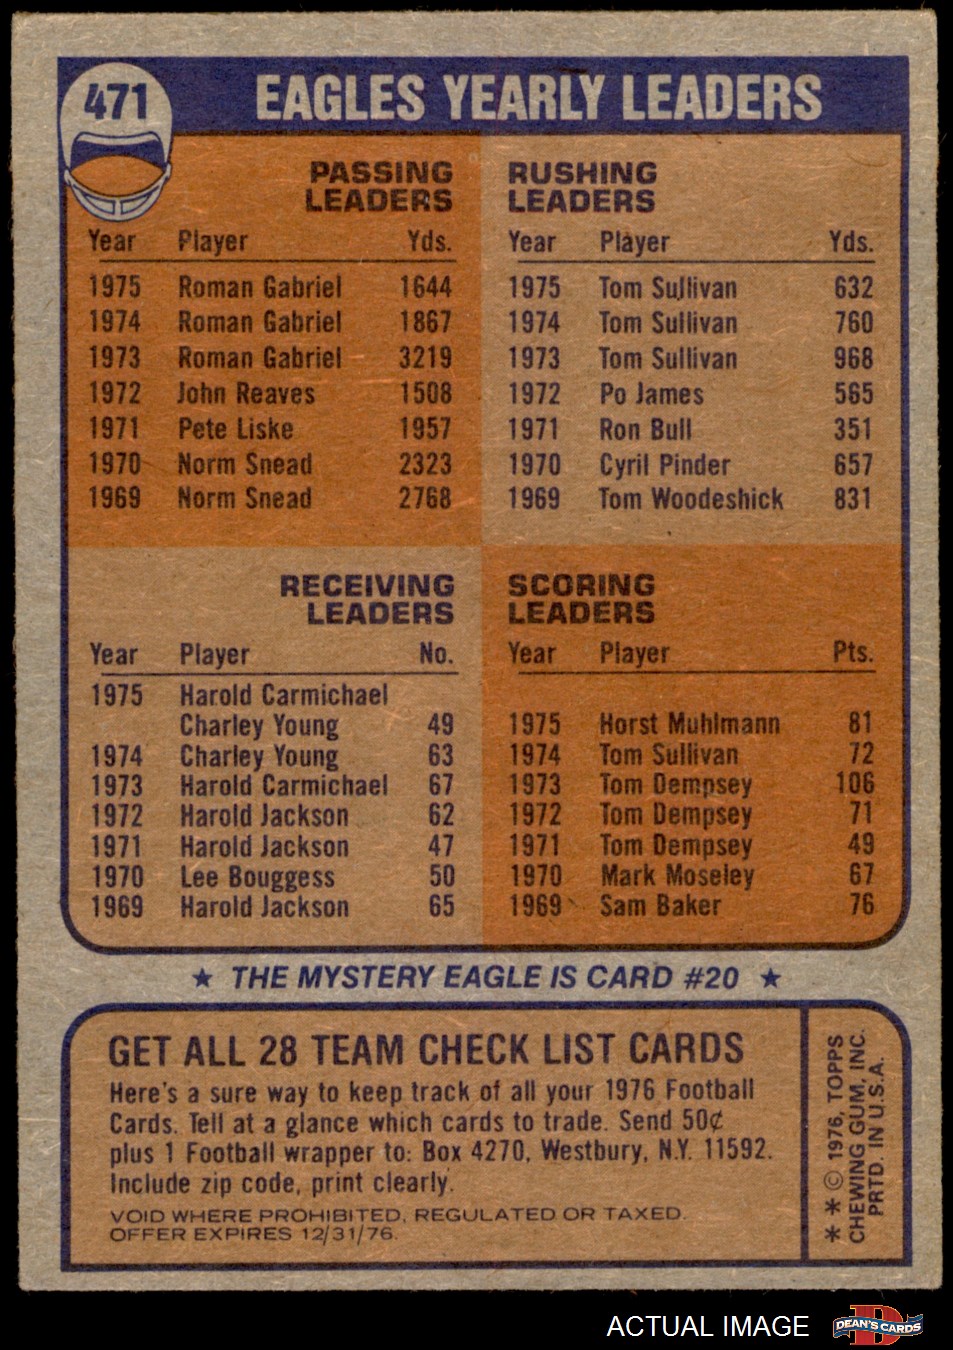 471
EAGLES YEARLY LEADERS
PASSING
LEADERS
Year Player Yds.
1975 Roman Gabriel 1644
1974 Roman Gabriel 1867
1973 Roman Gabriel 3219
1972 John Reaves 1508
1971 Pete Liske 1957
1970 Norm Snead 2323
1969 Norm Snead 2768
RUSHING
LEADERS
Year Player Yds.
1975 Tom Sullivan 632
1974 Tom Sullivan 760
1973 Tom Sullivan 968
1972 Po James 565
1971 Ron Bull 351
1970 Cyril Pinder 657
1969 Tom Woodeshick 831
RECEIVING
LEADERS
Year Player No.
1975 Harold Carmichael
Charley Young 49
1974 Charley Young 63
1973 Harold Carmichael 67
1972 Harold Jackson 62
1971 Harold Jackson 47
1970 Lee Bouggess 50
1969 Harold Jackson 65
SCORING
LEADERS
Year Player Pts.
1975 Horst Muhlmann 81
1974 Tom Sullivan 72
1973 Tom Dempsey 106
1972 Tom Dempsey 71
1971 Tom Dempsey 49
1970 Mark Moseley 67
1969 Sam Baker 76
★ THE MYSTERY EAGLE IS CARD #20 ★
GET ALL 28 TEAM CHECK LIST CARDS
Here's a sure way to keep track of all your 1976 Football
Cards. Tell at a glance which cards to trade. Send 50¢
plus 1 Football wrapper to: Box 4270, Westbury, N.Y. 11592.
Include zip code, print clearly.
VOID WHERE PROHIBITED, REGULATED OR TAXED.
OFFER EXPIRES 12/31/76.
* * © 1976, TOPPS
CHEWING GUM, INC.
PRTD. IN U.S.A.
ACTUAL IMAGE
D
DEAN'S CARDS